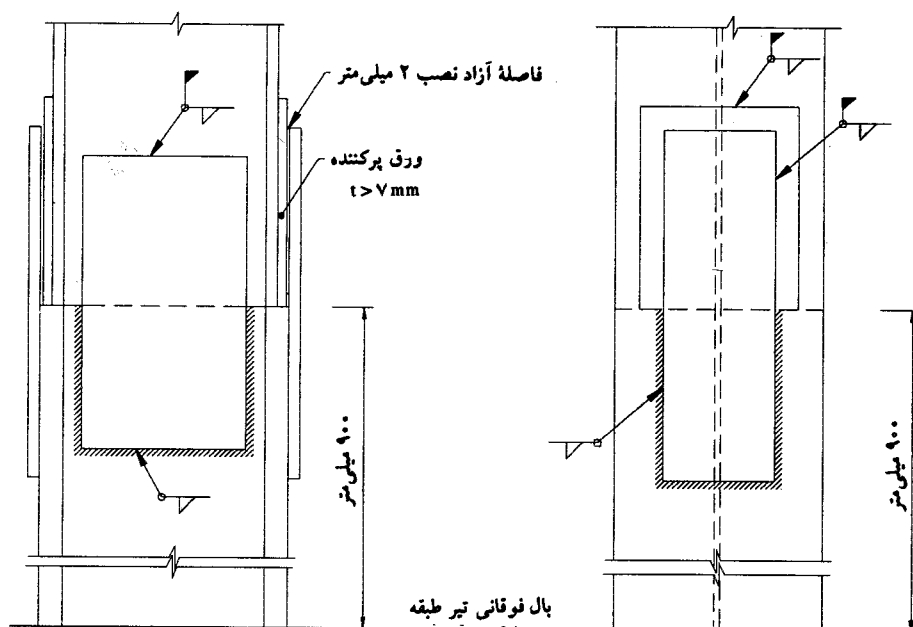 فاصلهٔ آزاد نصب ۲ میلی‌متر
ورق پرکننده
t > ۷ mm
۹۰۰ میلی‌متر
۹۰۰ میلی‌متر
بال فوقانی تیر طبقه